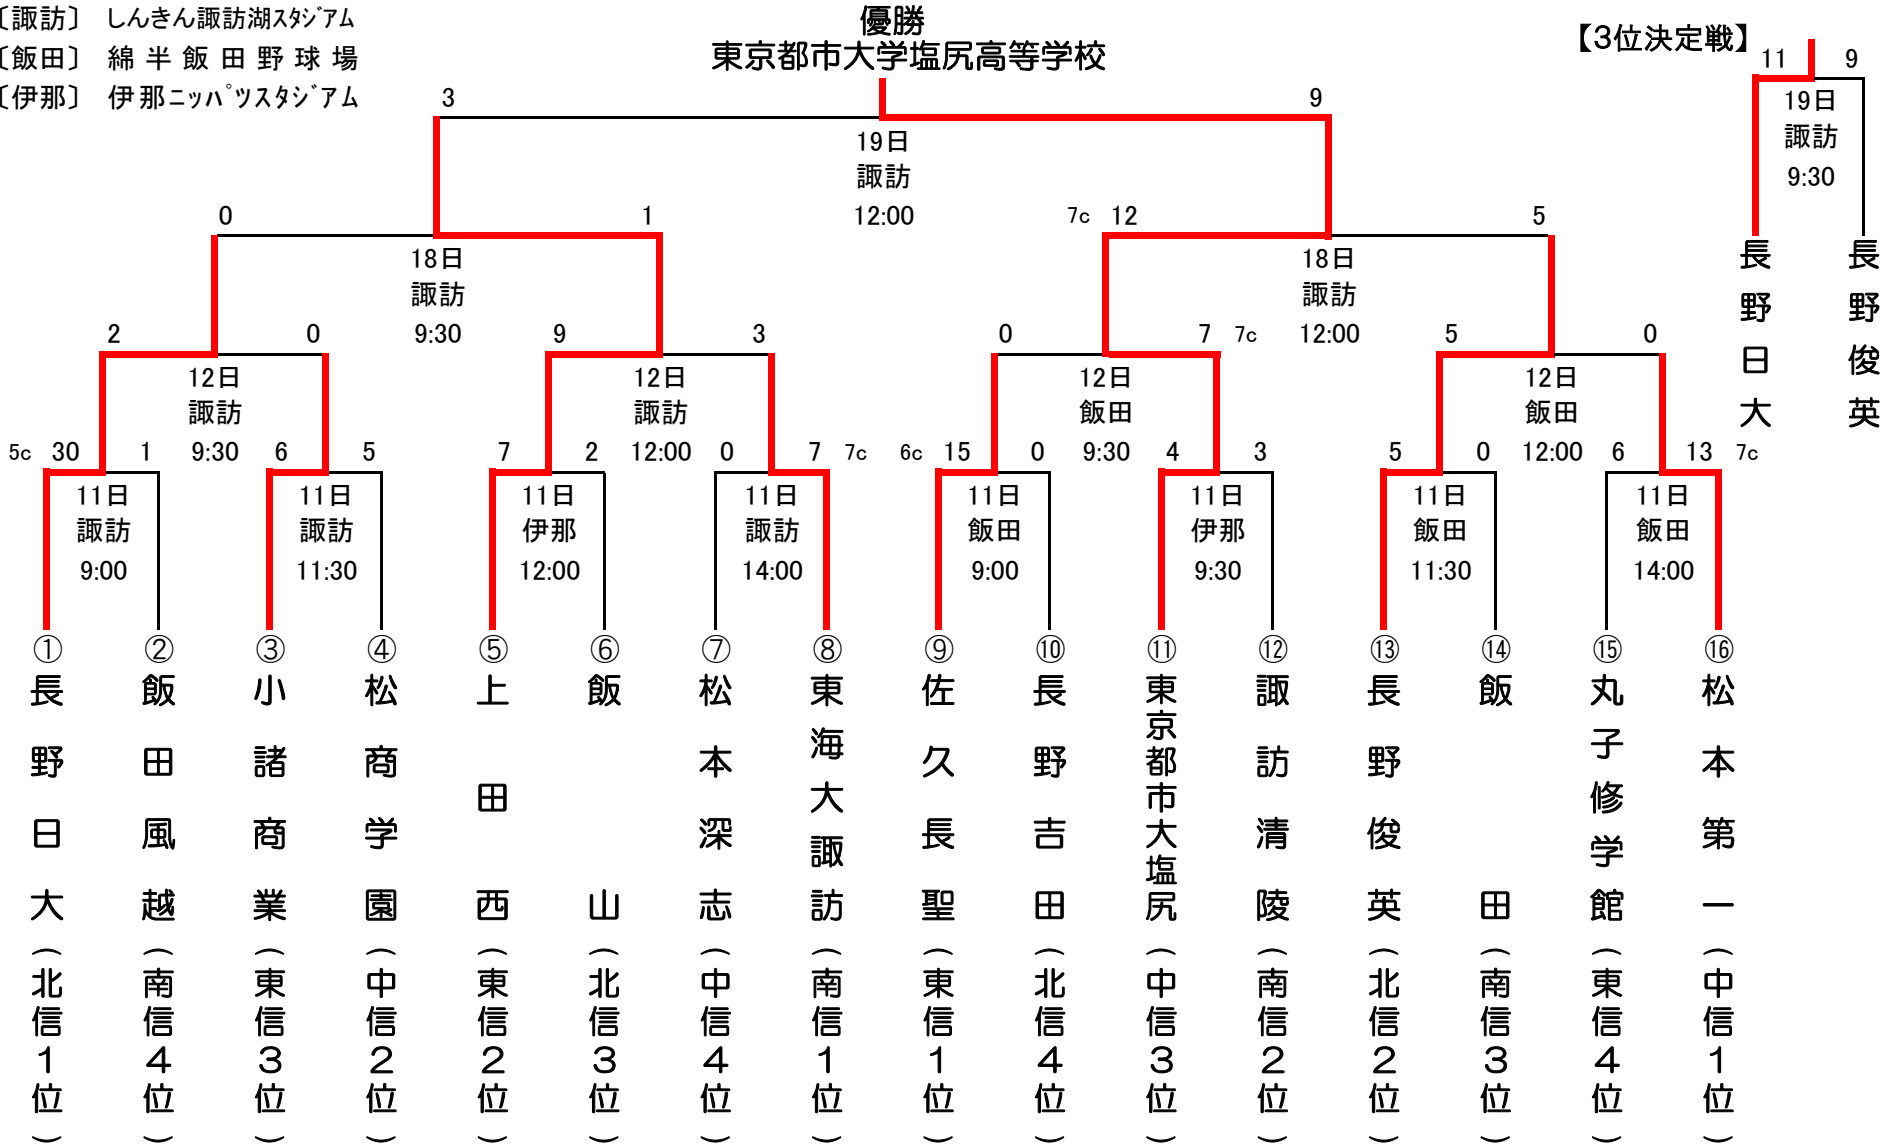 〔諏訪〕 しんきん諏訪湖スタジアム
〔飯田〕 綿半飯田野球場
〔伊那〕 伊那ニッパツスタジアム
優勝
東京都市大学塩尻高等学校
【3位決定戦】
11 9
19日
諏訪
9:30
長野日大
長野俊英
3 9
19日
諏訪
12:00
0 1 7c 12 5
18日 18日
諏訪 諏訪
9:30 12:00
2 0 9 3 0 7 7c 5 0
12日 12日 12日 12日
諏訪 諏訪 飯田 飯田
9:30 12:00 9:30 12:00
5c 30 1 6 5 7 2 0 7 7c 6c 15 0 4 3 5 0 6 13 7c
11日 11日 11日 11日 11日 11日 11日 11日
諏訪 諏訪 伊那 諏訪 飯田 伊那 飯田 飯田
9:00 11:30 12:00 14:00 9:00 9:30 11:30 14:00
①長野日大(北信1位)
②飯田風越(南信4位)
③小諸商業(東信3位)
④松商学園(中信2位)
⑤上田西(東信2位)
⑥飯山(北信3位)
⑦松本深志(中信4位)
⑧東海大諏訪(南信1位)
⑨佐久長聖(東信1位)
⑩長野吉田(北信4位)
⑪東京都市大塩尻(中信3位)
⑫諏訪清陵(南信2位)
⑬長野俊英(北信2位)
⑭飯田(南信3位)
⑮丸子修学館(東信4位)
⑯松本第一(中信1位)